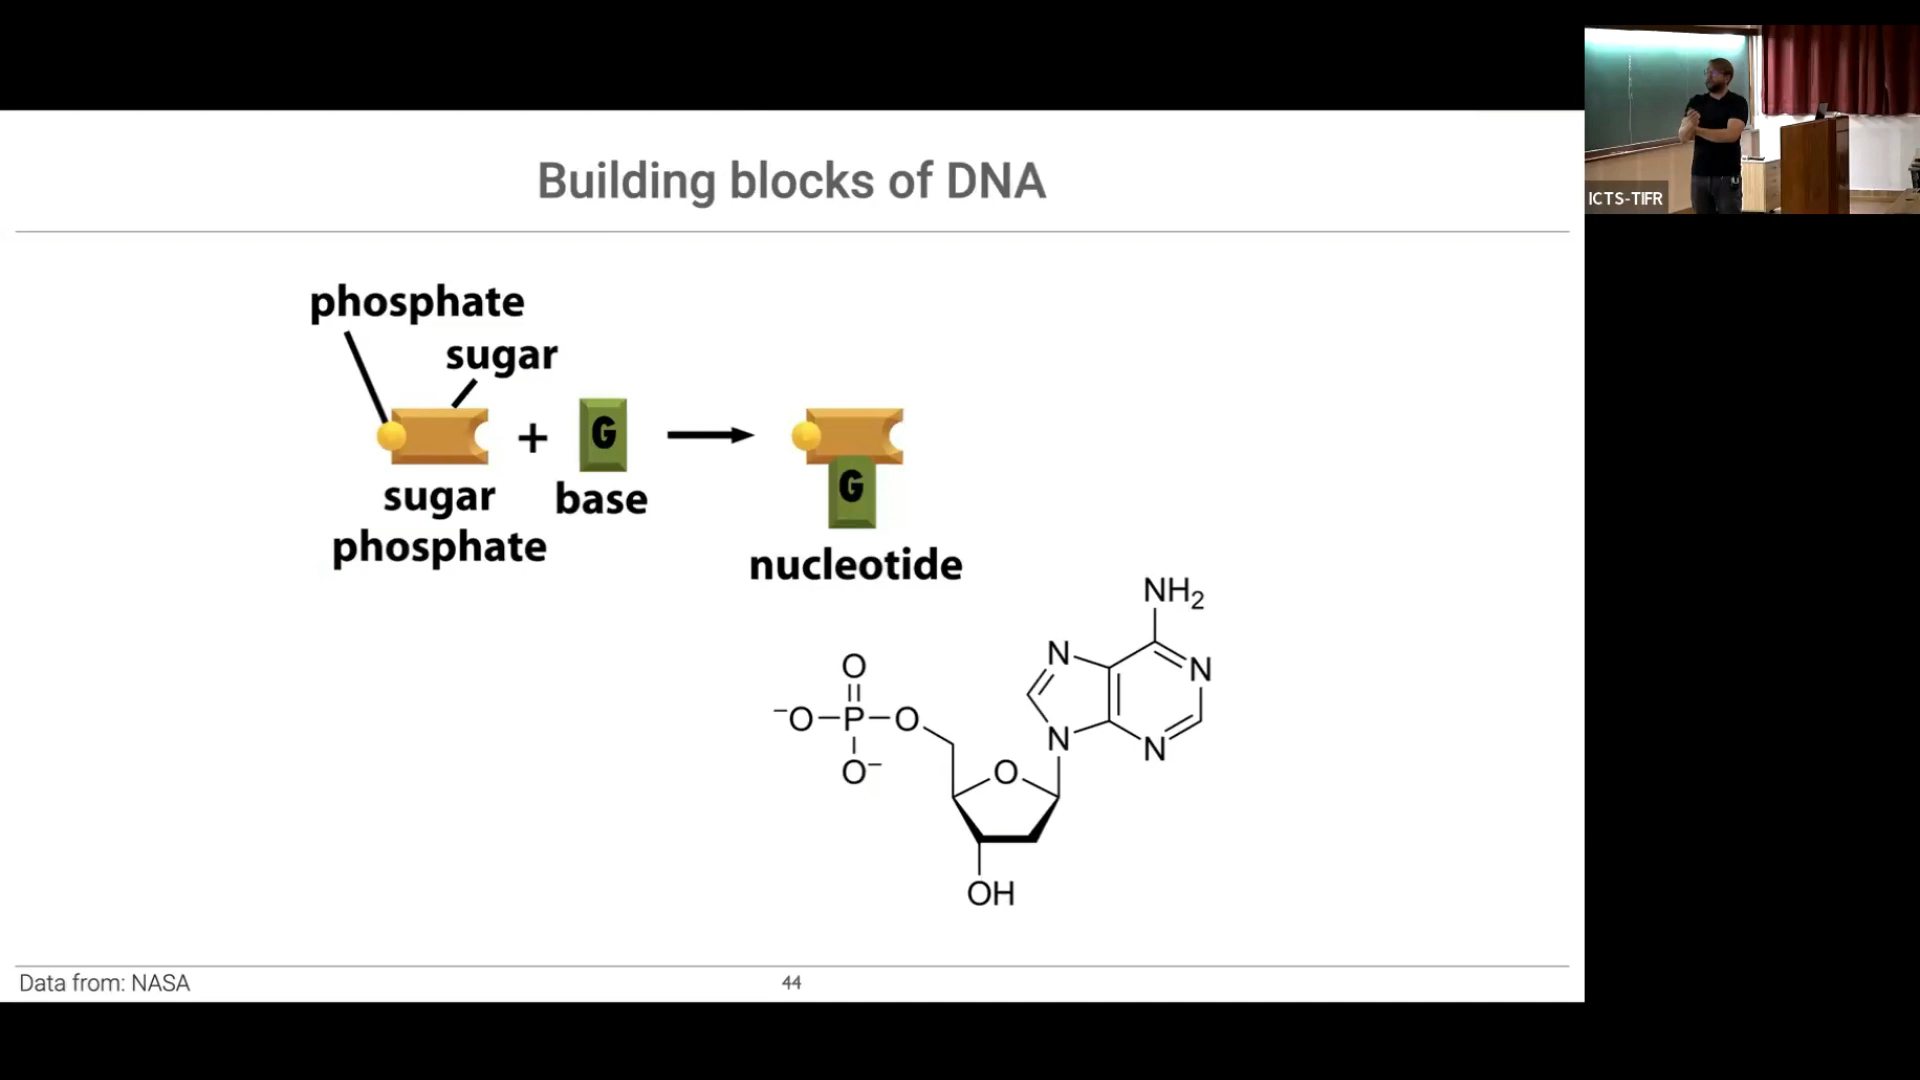 Building blocks of DNA
phosphate
sugar
+
G
sugar
phosphate
base
G
nucleotide
NH2
N
N
N
N
O
⁻O
P
O
O⁻
O
OH
Data from: NASA
44
ICTS-TIFR